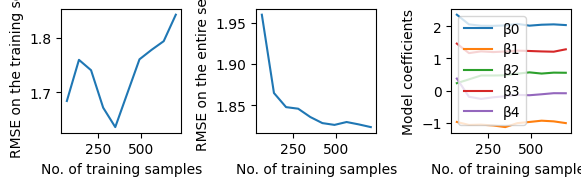 RMSE on the training se
1.8
1.7
250
500
No. of training samples
RMSE on the entire se
1.95
1.90
1.85
250
500
No. of training samples
Model coefficients
2
1
0
−1
β0
β1
β2
β3
β4
250
500
No. of training samples